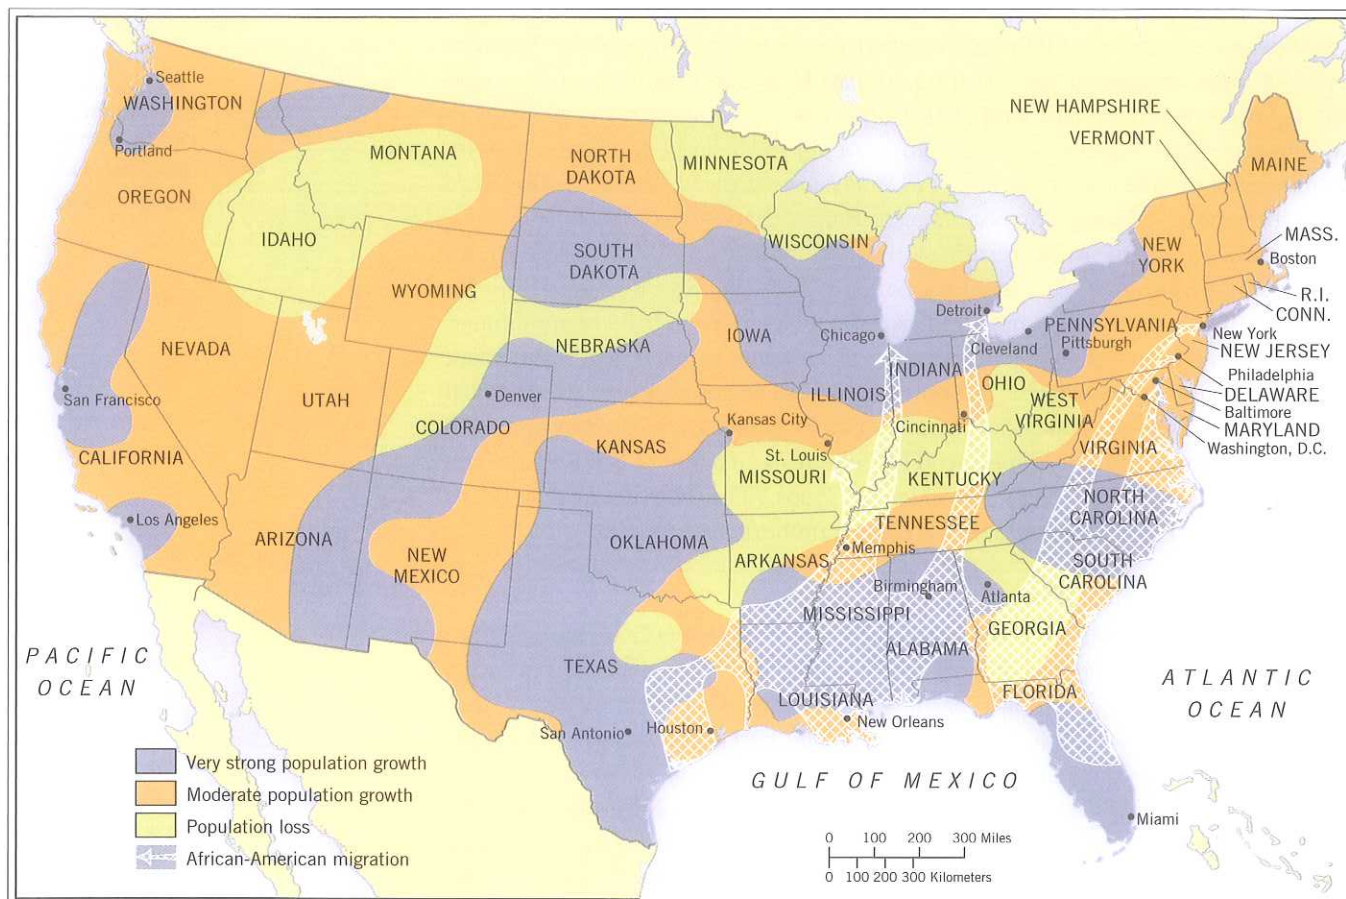 Seattle
WASHINGTON
Portland
OREGON
MONTANA
IDAHO
NORTH
DAKOTA
MINNESOTA
SOUTH
DAKOTA
WISCONSIN
WYOMING
NEVADA
UTAH
San Francisco
CALIFORNIA
Los Angeles
ARIZONA
NEW
MEXICO
COLORADO
Denver
NEBRASKA
IOWA
KANSAS
Kansas City
OKLAHOMA
TEXAS
San Antonio
Houston
Chicago
ILLINOIS
INDIANA
Detroit
Cleveland
OHIO
Cincinnati
St. Louis
MISSOURI
KENTUCKY
TENNESSEE
Memphis
ARKANSAS
MISSISSIPPI
Birmingham
ALABAMA
Atlanta
GEORGIA
LOUISIANA
New Orleans
FLORIDA
Miami
NEW HAMPSHIRE
VERMONT
MAINE
NEW
YORK
MASS.
Boston
R.I.
CONN.
PENNSYLVANIA
Pittsburgh
New York
NEW JERSEY
Philadelphia
DELAWARE
Baltimore
MARYLAND
Washington, D.C.
WEST
VIRGINIA
VIRGINIA
NORTH
CAROLINA
SOUTH
CAROLINA
PACIFIC
OCEAN
ATLANTIC
OCEAN
GULF OF MEXICO
Very strong population growth
Moderate population growth
Population loss
African-American migration
0 100 200 300 Miles
0 100 200 300 Kilometers